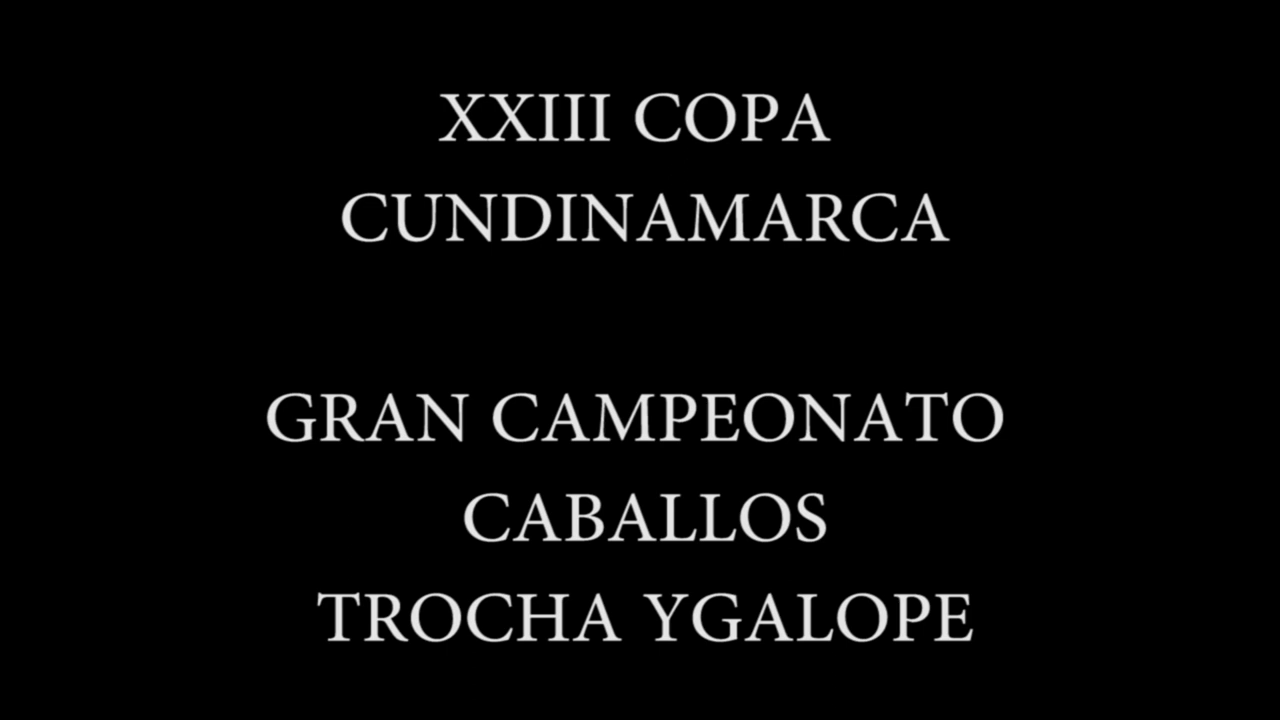 XXIII COPA
CUNDINAMARCA
GRAN CAMPEONATO
CABALLOS
TROCHA YGALOPE